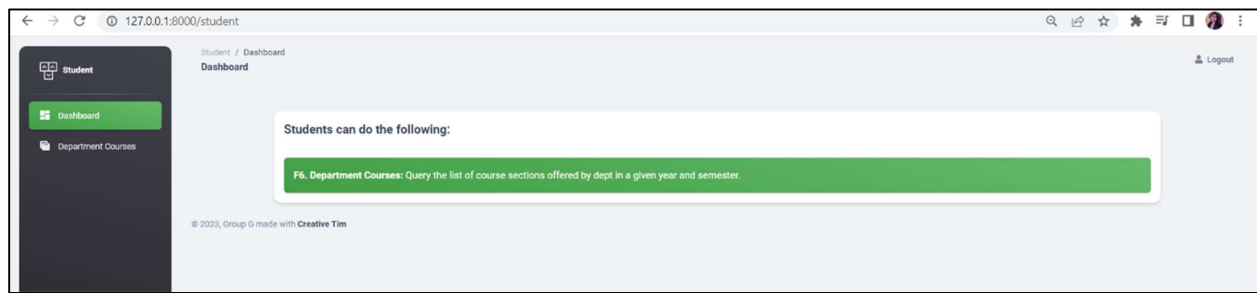 127.0.0.1:8000/student
Student / Dashboard
Dashboard
Logout
Student
Dashboard
Department Courses
Students can do the following:
F6. Department Courses: Query the list of course sections offered by dept in a given year and semester.
© 2023, Group G made with Creative Tim